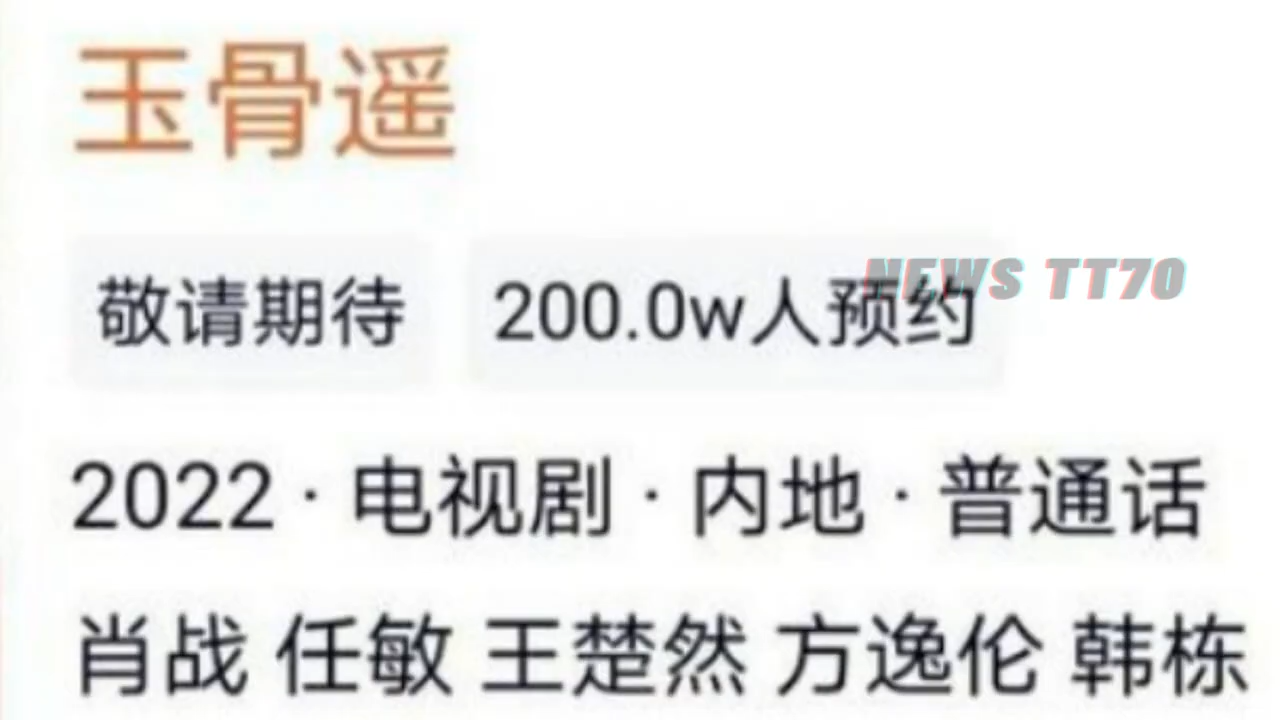 玉骨遥
敬请期待 200.0w人预约
NEWS TT70
2022 · 电视剧 · 内地 · 普通话
肖战 任敏 王楚然 方逸伦 韩栋